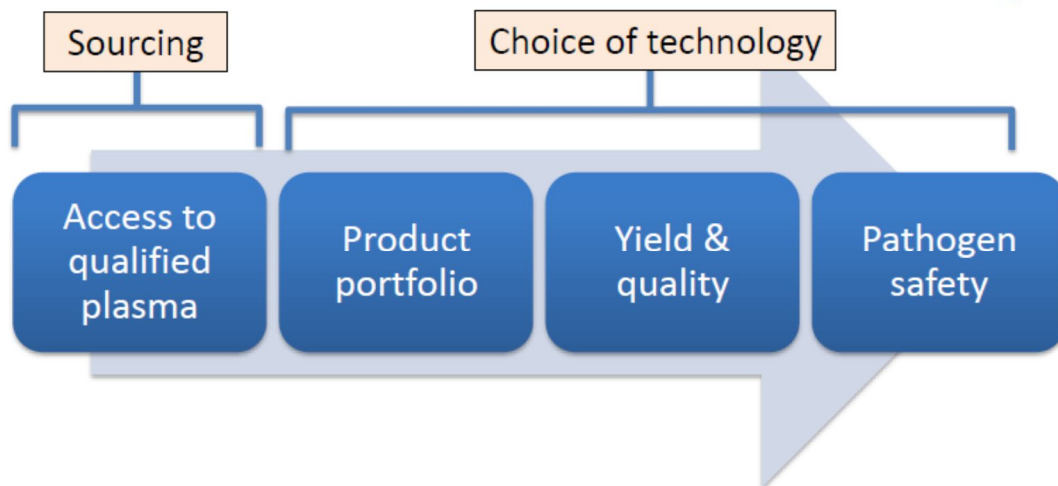 Sourcing
Choice of technology
Access to
qualified
plasma
Product
portfolio
Yield &
quality
Pathogen
safety